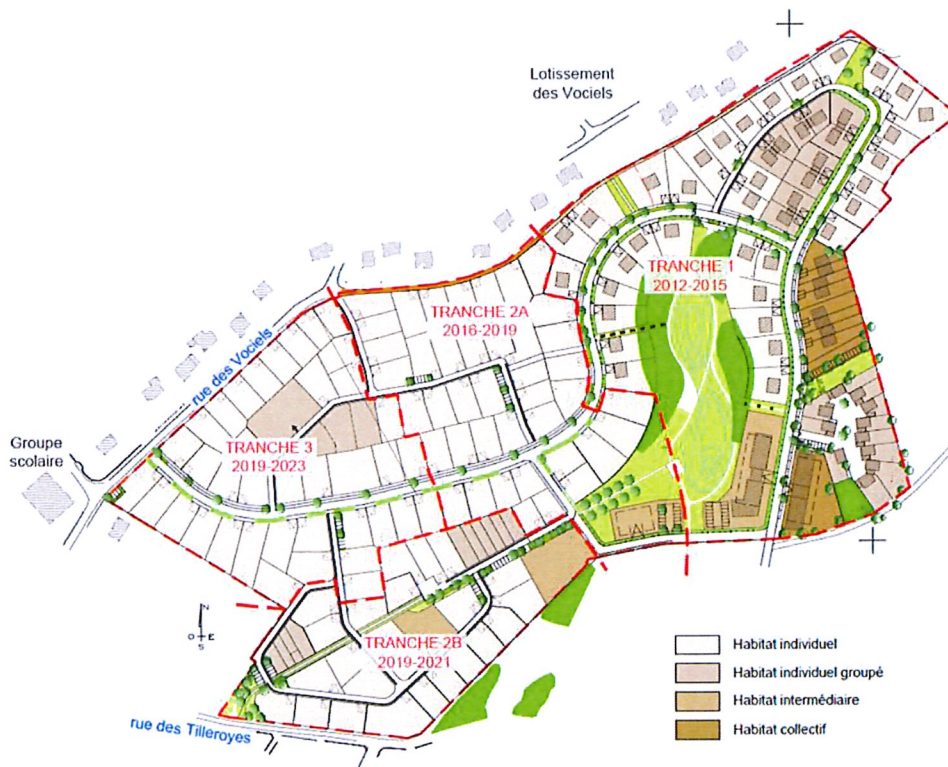 Lotissement
des Vociels
TRANCHE 1
2012-2015
TRANCHE 2A
2016-2019
rue des Vociels
Groupe
scolaire
TRANCHE 3
2019-2023
N
O E
S
TRANCHE 2B
2019-2021
rue des Tilleroyes
Habitat individuel
Habitat individuel groupé
Habitat intermédiaire
Habitat collectif